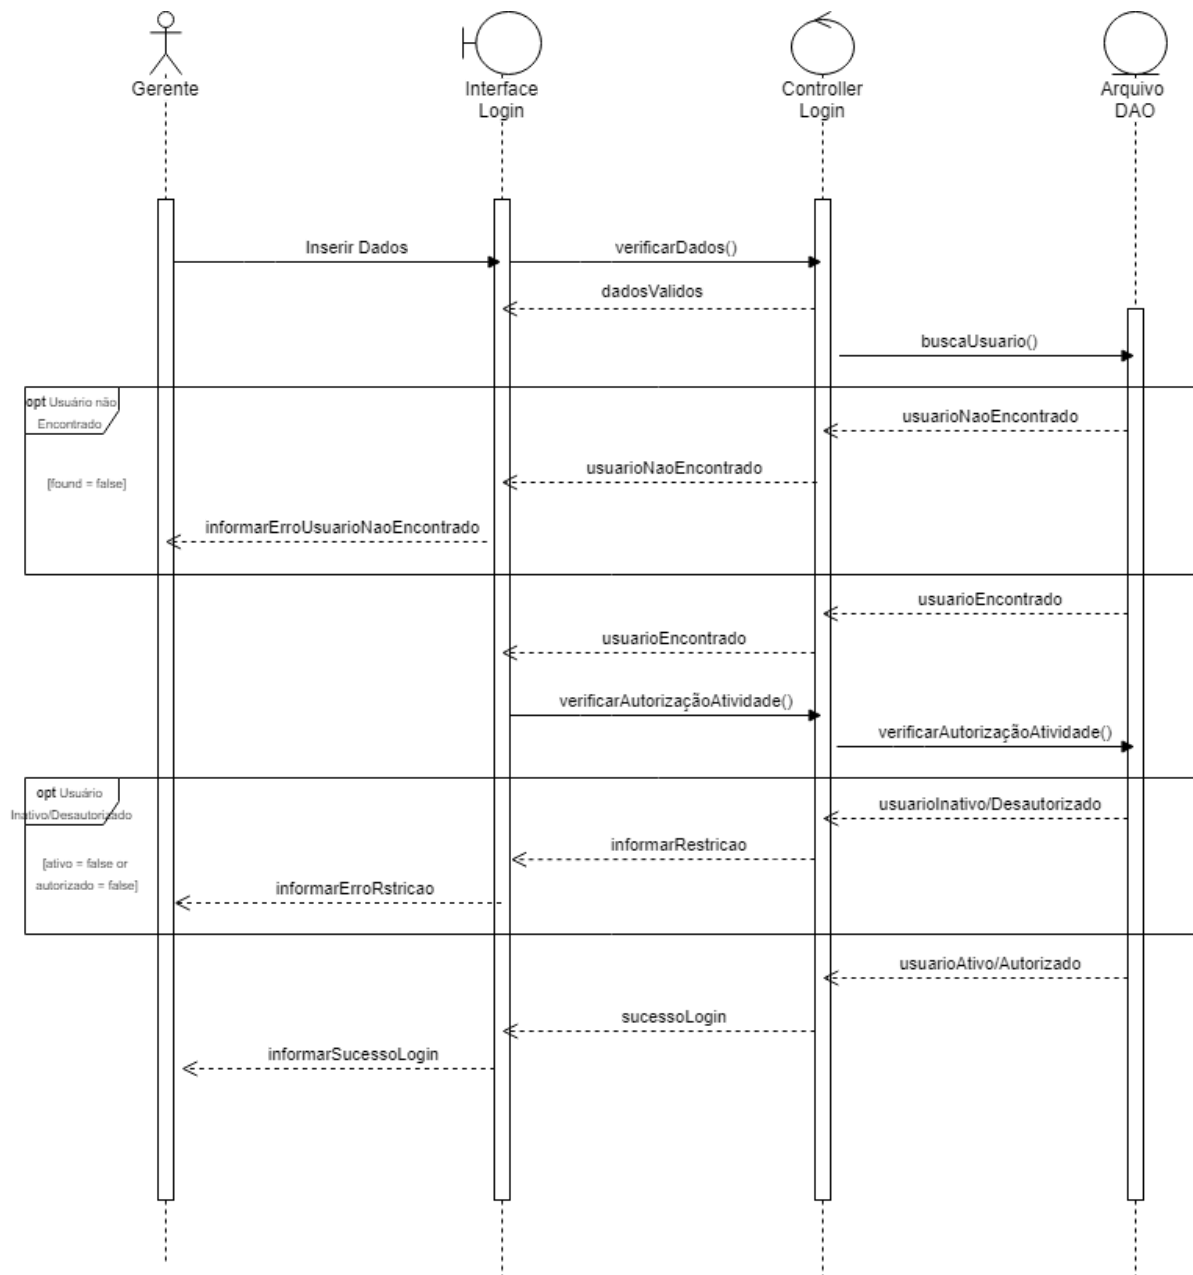 Gerente
Interface
Login
Controller
Login
Arquivo
DAO
Inserir Dados
verificarDados()
dadosValidos
buscaUsuario()
opt Usuário não
Encontrado
usuarioNaoEncontrado
usuarioNaoEncontrado
[found = false]
informarErroUsuarioNaoEncontrado
usuarioEncontrado
usuarioEncontrado
verificarAutorizaçãoAtividade()
verificarAutorizaçãoAtividade()
opt Usuário
Inativo/Desautorizado
usuarioInativo/Desautorizado
informarRestricao
[ativo = false or
autorizado = false]
informarErroRstricao
usuarioAtivo/Autorizado
sucessoLogin
informarSucessoLogin